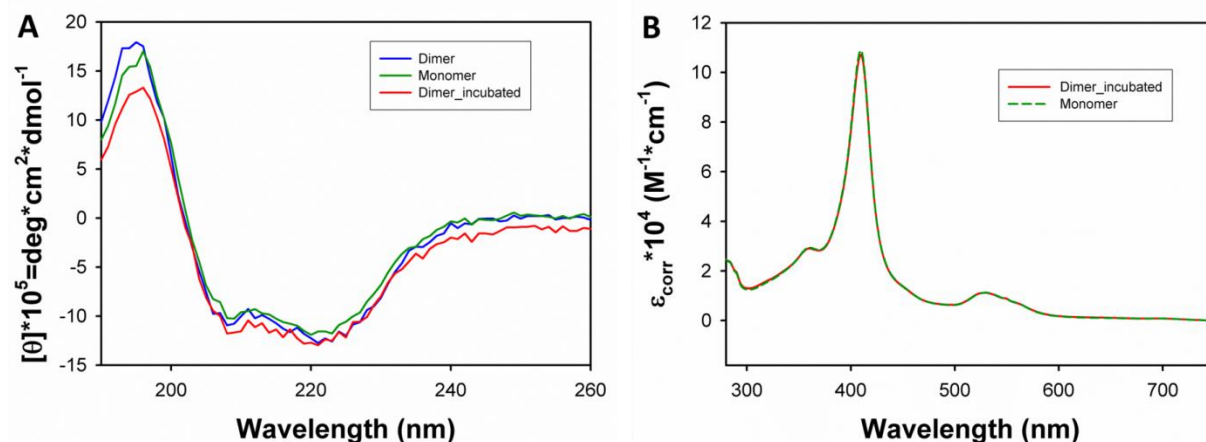 A
[θ]*10⁵=deg*cm²*dmol⁻¹
20
15
10
5
0
-5
-10
-15
Dimer
Monomer
Dimer_incubated
200
220
240
260
Wavelength (nm)
B
ε_corr*10⁴ (M⁻¹*cm⁻¹)
12
10
8
6
4
2
0
Dimer_incubated
Monomer
300
400
500
600
700
Wavelength (nm)